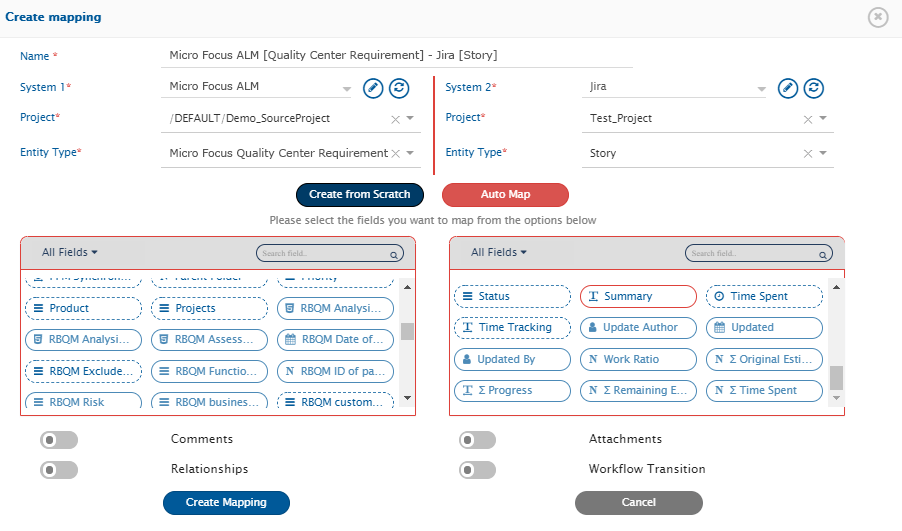 Create mapping
Name *
Micro Focus ALM [Quality Center Requirement] - Jira [Story]
System 1*
Micro Focus ALM
System 2*
Jira
Project*
/DEFAULT/Demo_SourceProject
Project*
Test_Project
Entity Type*
Micro Focus Quality Center Requirement
Entity Type*
Story
Create from Scratch
Auto Map
Please select the fields you want to map from the options below
All Fields
Search field..
Parent Folder
Priority
Product
Projects
RBQM Analysi...
RBQM Analysi...
RBQM Assess...
RBQM Date of...
RBQM Exclude...
RBQM Functio...
N RBQM ID of pa...
RBQM Risk
RBQM busines...
RBQM custom...
All Fields
Search field..
Status
T Summary
Time Spent
T Time Tracking
Update Author
Updated
Updated By
N Work Ratio
N Σ Original Esti...
T Σ Progress
N Σ Remaining E...
N Σ Time Spent
Comments
Attachments
Relationships
Workflow Transition
Create Mapping
Cancel